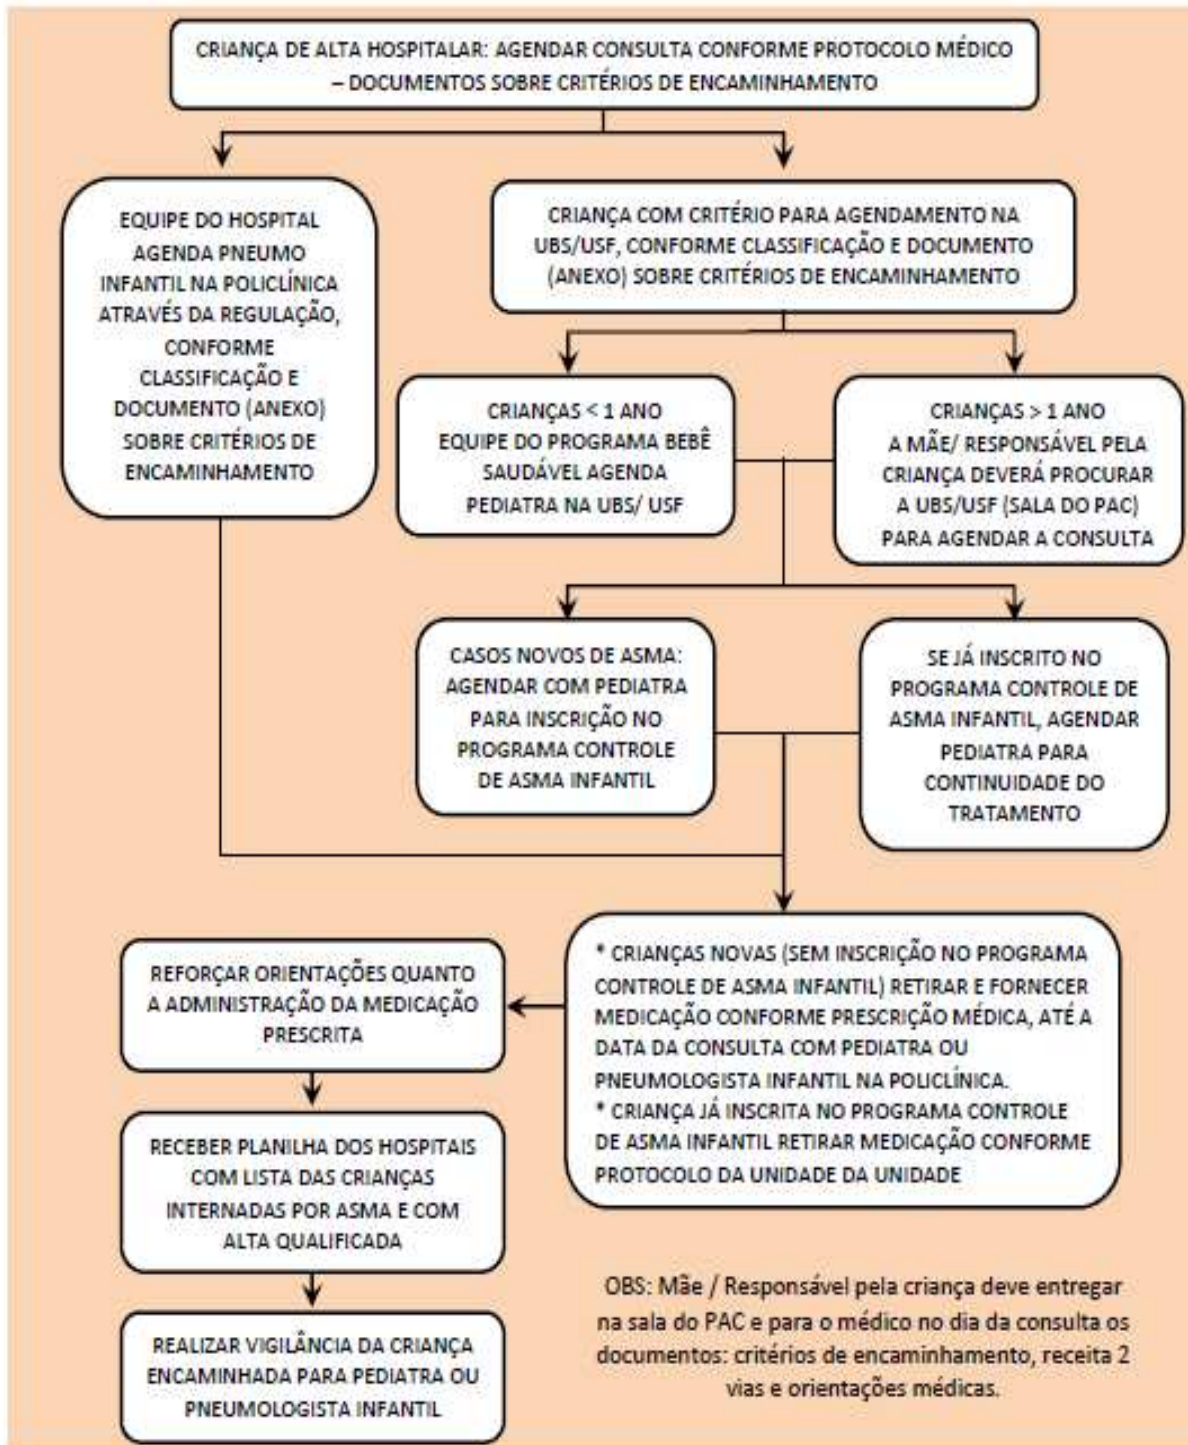 CRIANÇA DE ALTA HOSPITALAR: AGENDAR CONSULTA CONFORME PROTOCOLO MÉDICO
– DOCUMENTOS SOBRE CRITÉRIOS DE ENCAMINHAMENTO
EQUIPE DO HOSPITAL
AGENDA PNEUMO
INFANTIL NA POLICLÍNICA
ATRAVÉS DA REGULAÇÃO,
CONFORME
CLASSIFICAÇÃO E
DOCUMENTO (ANEXO)
SOBRE CRITÉRIOS DE
ENCAMINHAMENTO
CRIANÇA COM CRITÉRIO PARA AGENDAMENTO NA
UBS/USF, CONFORME CLASSIFICAÇÃO E DOCUMENTO
(ANEXO) SOBRE CRITÉRIOS DE ENCAMINHAMENTO
CRIANÇAS < 1 ANO
EQUIPE DO PROGRAMA BEBÊ
SAUDÁVEL AGENDA
PEDIATRA NA UBS/ USF
CRIANÇAS > 1 ANO
A MÃE/ RESPONSÁVEL PELA
CRIANÇA DEVERÁ PROCURAR
A UBS/USF (SALA DO PAC)
PARA AGENDAR A CONSULTA
CASOS NOVOS DE ASMA:
AGENDAR COM PEDIATRA
PARA INSCRIÇÃO NO
PROGRAMA CONTROLE
DE ASMA INFANTIL
SE JÁ INSCRITO NO
PROGRAMA CONTROLE DE
ASMA INFANTIL, AGENDAR
PEDIATRA PARA
CONTINUIDADE DO
TRATAMENTO
* CRIANÇAS NOVAS (SEM INSCRIÇÃO NO PROGRAMA
CONTROLE DE ASMA INFANTIL) RETIRAR E FORNECER
MEDICAÇÃO CONFORME PRESCRIÇÃO MÉDICA, ATÉ A
DATA DA CONSULTA COM PEDIATRA OU
PNEUMOLOGISTA INFANTIL NA POLICLÍNICA.
* CRIANÇA JÁ INSCRITA NO PROGRAMA CONTROLE
DE ASMA INFANTIL RETIRAR MEDICAÇÃO CONFORME
PROTOCOLO DA UNIDADE DA UNIDADE
REFORÇAR ORIENTAÇÕES QUANTO
A ADMINISTRAÇÃO DA MEDICAÇÃO
PRESCRITA
RECEBER PLANILHA DOS HOSPITAIS
COM LISTA DAS CRIANÇAS
INTERNADAS POR ASMA E COM
ALTA QUALIFICADA
REALIZAR VIGILÂNCIA DA CRIANÇA
ENCAMINHADA PARA PEDIATRA OU
PNEUMOLOGISTA INFANTIL
OBS: Mãe / Responsável pela criança deve entregar
na sala do PAC e para o médico no dia da consulta os
documentos: critérios de encaminhamento, receita 2
vias e orientações médicas.